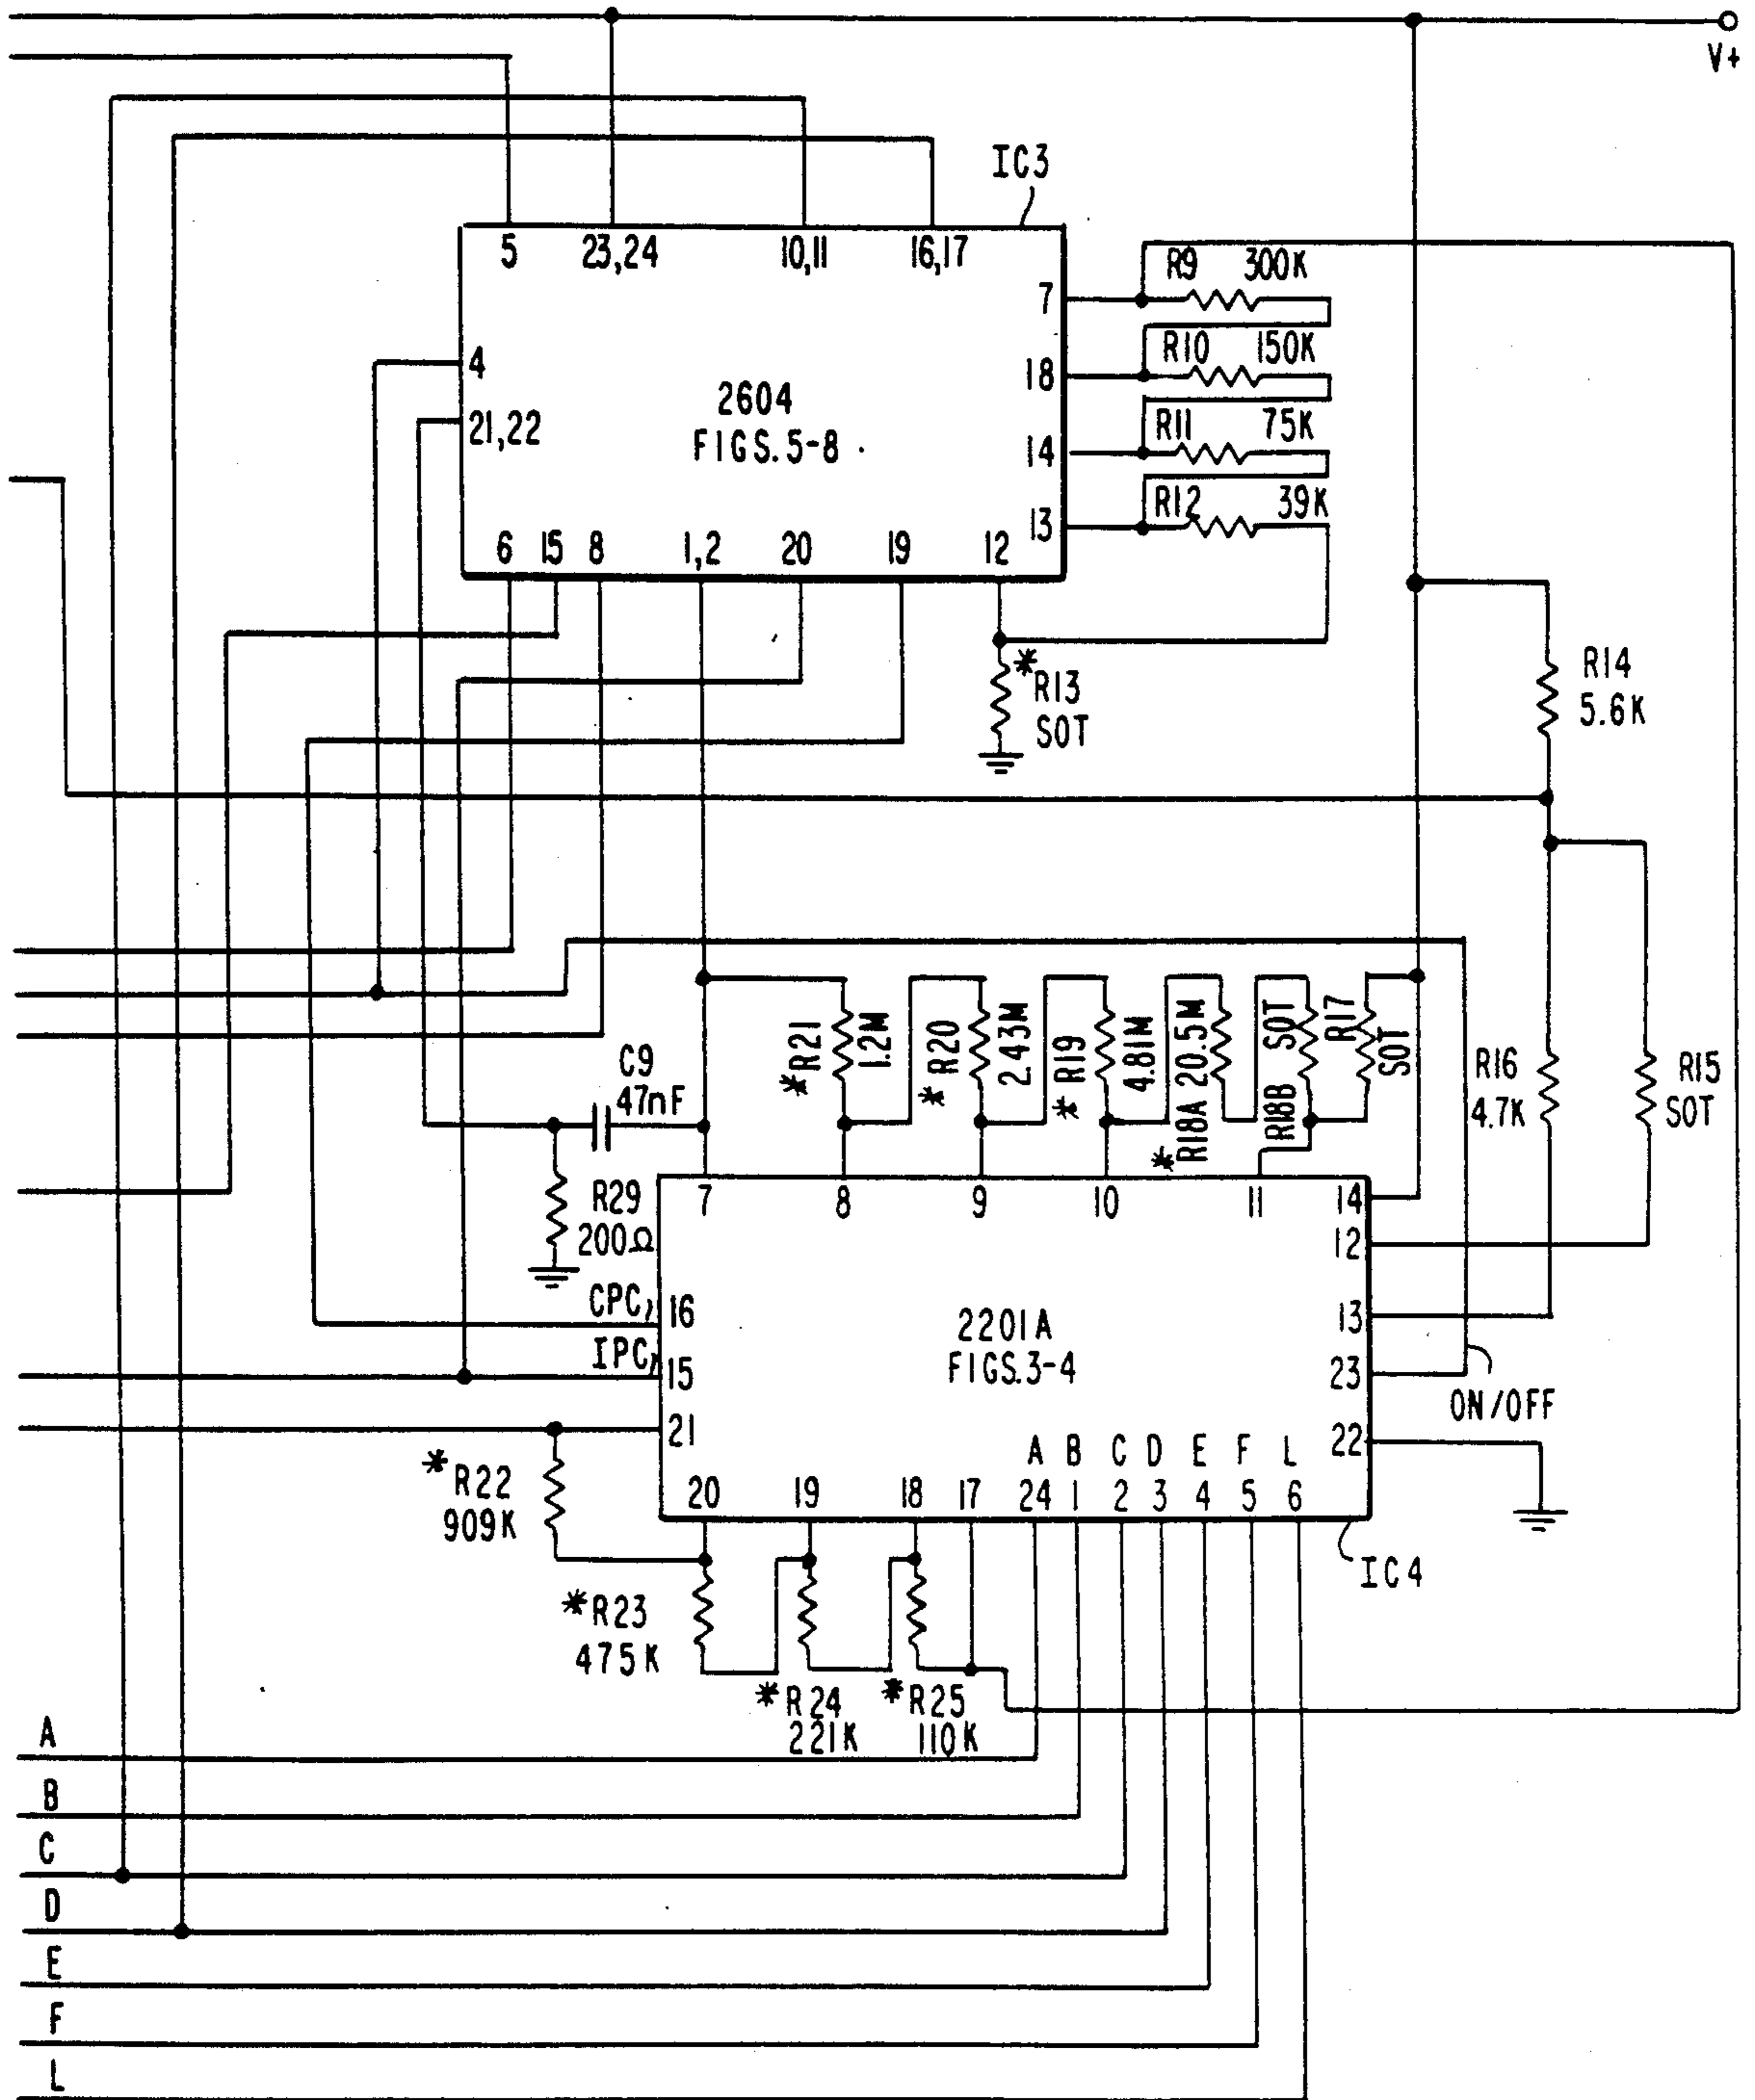 V+
IC3
5 23,24 10,11 16,17
7
R9 300K
4
18
R10 150K
21,22
2604
FIGS. 5-8
14
R11 75K
13
R12 39K
6 15 8 1,2 20 19 12
*R13
SOT
R14
5.6K
*R21
1.2M
*R20
2.43M
*R19
4.81M
*R18A 20.5M
R18B SOT
R17
SOT
C9
47nF
R16
4.7K
R15
SOT
R29
200Ω
7 8 9 10 11 14
12
CPC 16
13
IPC 15
2201A
FIGS. 3-4
23
ON/OFF
21
22
A B C D E F L
20 19 18 17 24 1 2 3 4 5 6
*R22
909K
IC4
*R23
475K
*R24
221K
*R25
110K
A
B
C
D
E
F
L